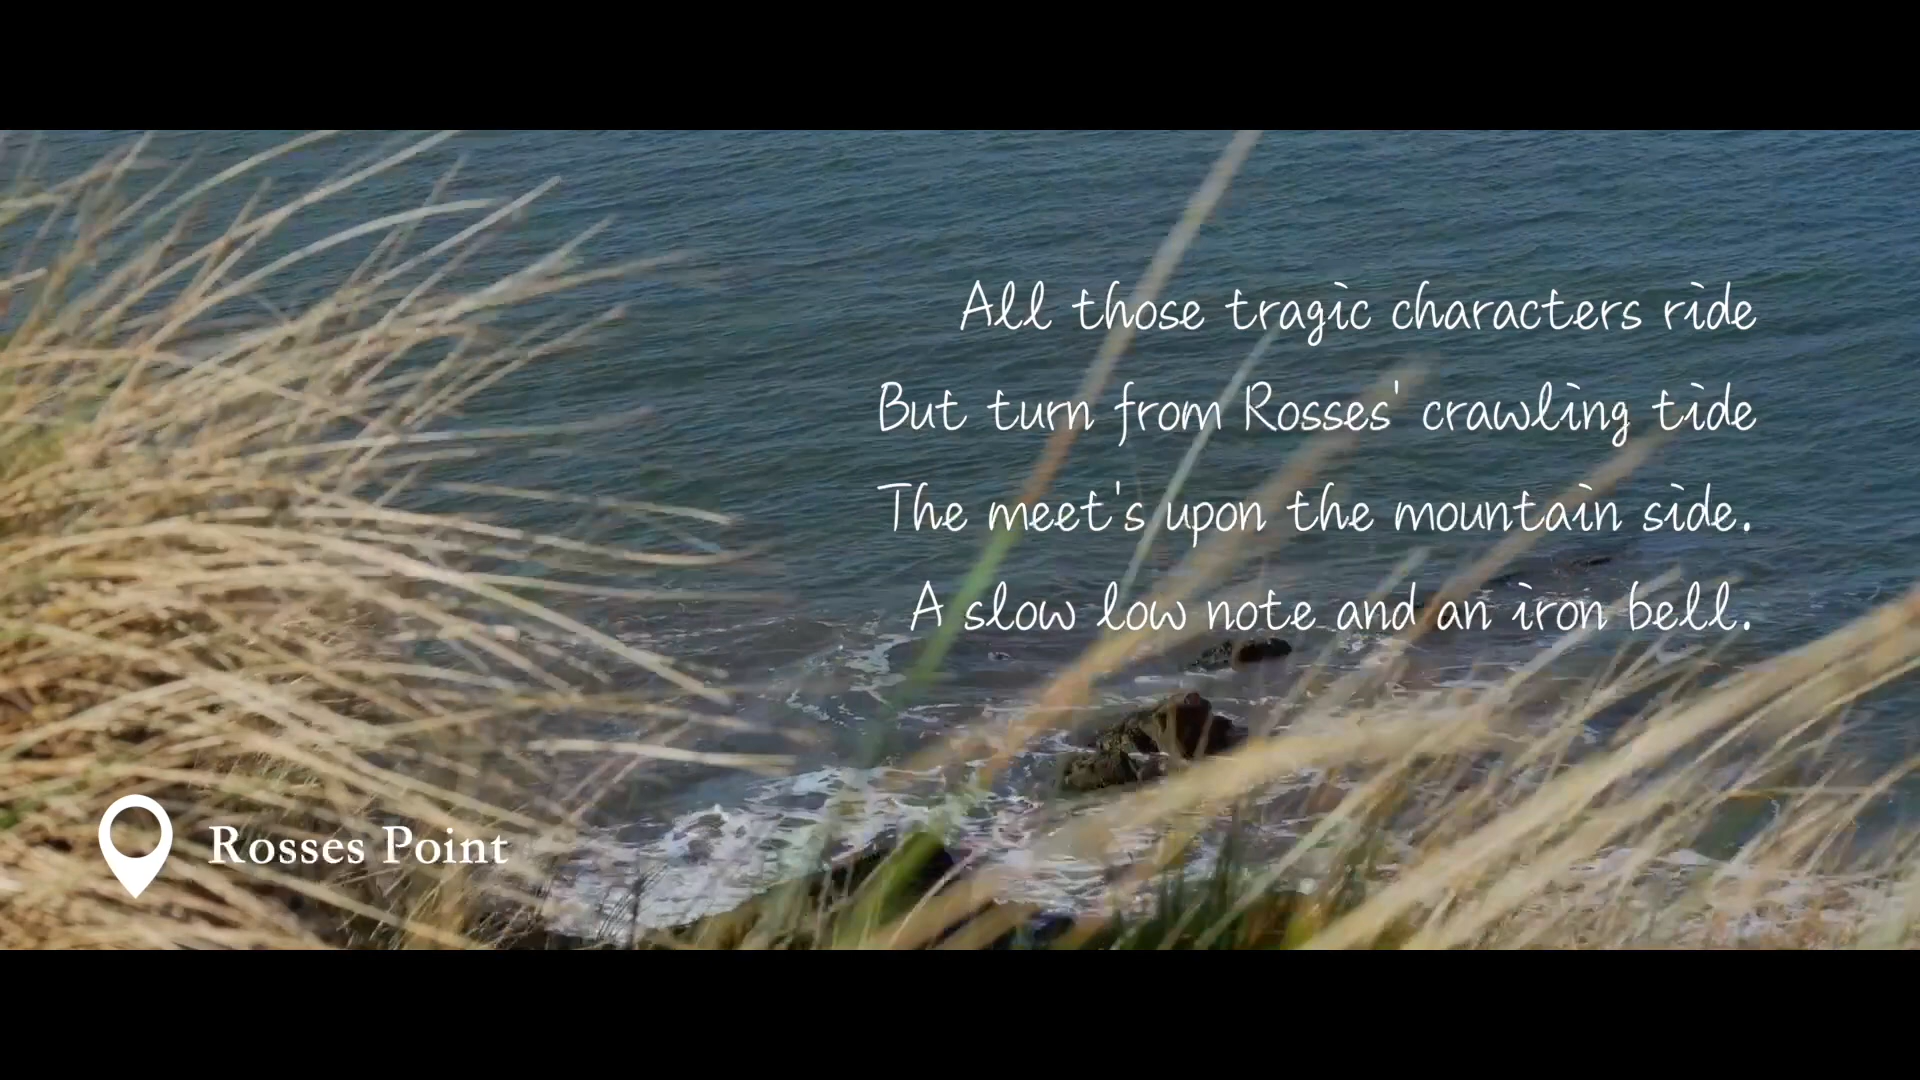 All those tragic characters ride
But turn from Rosses' crawling tide
The meet's upon the mountain side.
A slow low note and an iron bell.
Rosses Point